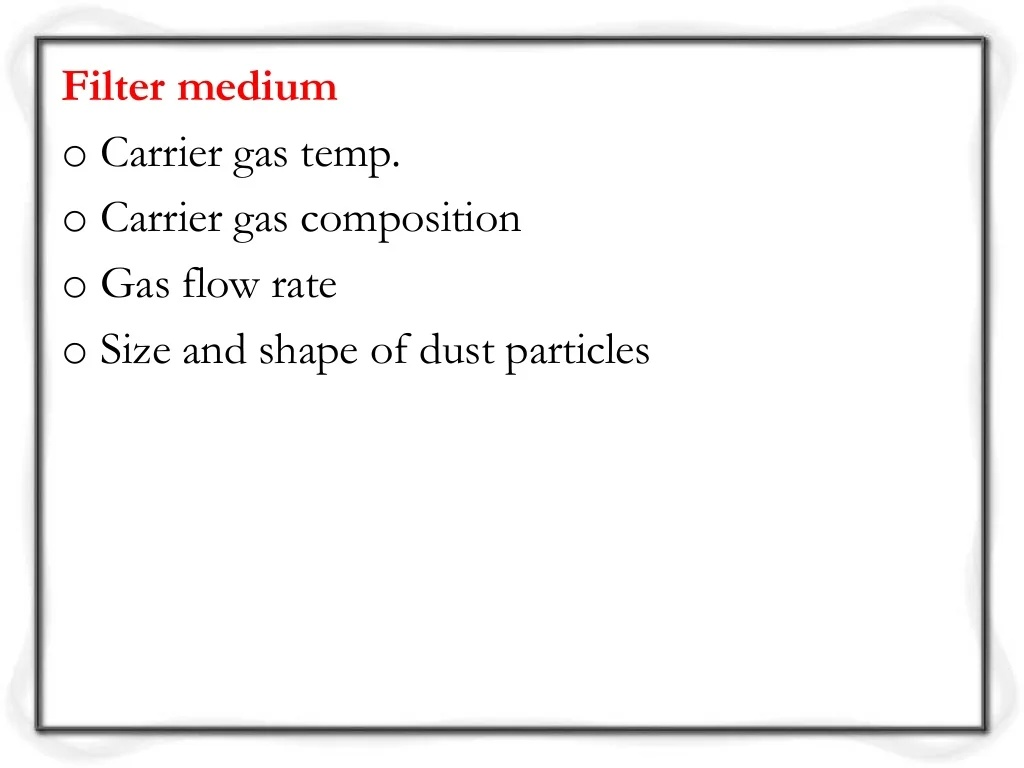 Filter medium
o Carrier gas temp.
o Carrier gas composition
o Gas flow rate
o Size and shape of dust particles